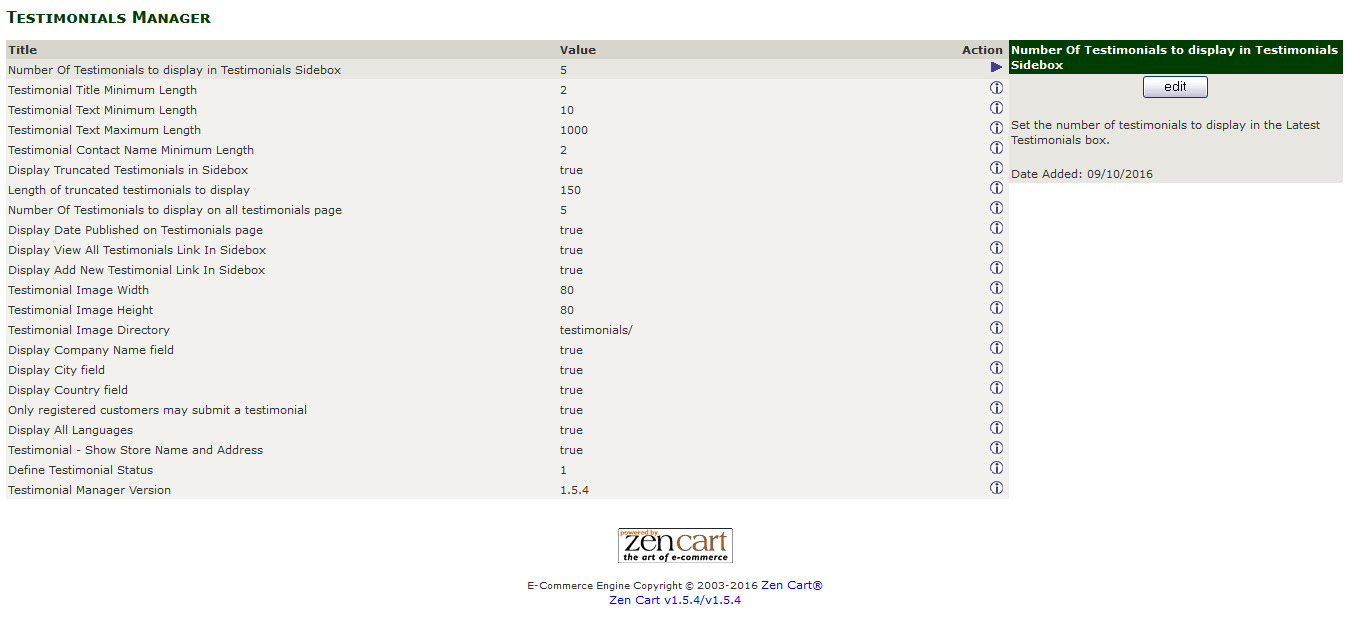 Testimonials Manager
Title Value Action
Number Of Testimonials to display in Testimonials Sidebox 5
Testimonial Title Minimum Length 2
Testimonial Text Minimum Length 10
Testimonial Text Maximum Length 1000
Testimonial Contact Name Minimum Length 2
Display Truncated Testimonials in Sidebox true
Length of truncated testimonials to display 150
Number Of Testimonials to display on all testimonials page 5
Display Date Published on Testimonials page true
Display View All Testimonials Link In Sidebox true
Display Add New Testimonial Link In Sidebox true
Testimonial Image Width 80
Testimonial Image Height 80
Testimonial Image Directory testimonials/
Display Company Name field true
Display City field true
Display Country field true
Only registered customers may submit a testimonial true
Display All Languages true
Testimonial - Show Store Name and Address true
Define Testimonial Status 1
Testimonial Manager Version 1.5.4
Number Of Testimonials to display in Testimonials
Sidebox
edit
Set the number of testimonials to display in the Latest
Testimonials box.
Date Added: 09/10/2016
powered by
zencart
the art of e-commerce
E-Commerce Engine Copyright © 2003-2016 Zen Cart®
Zen Cart v1.5.4/v1.5.4